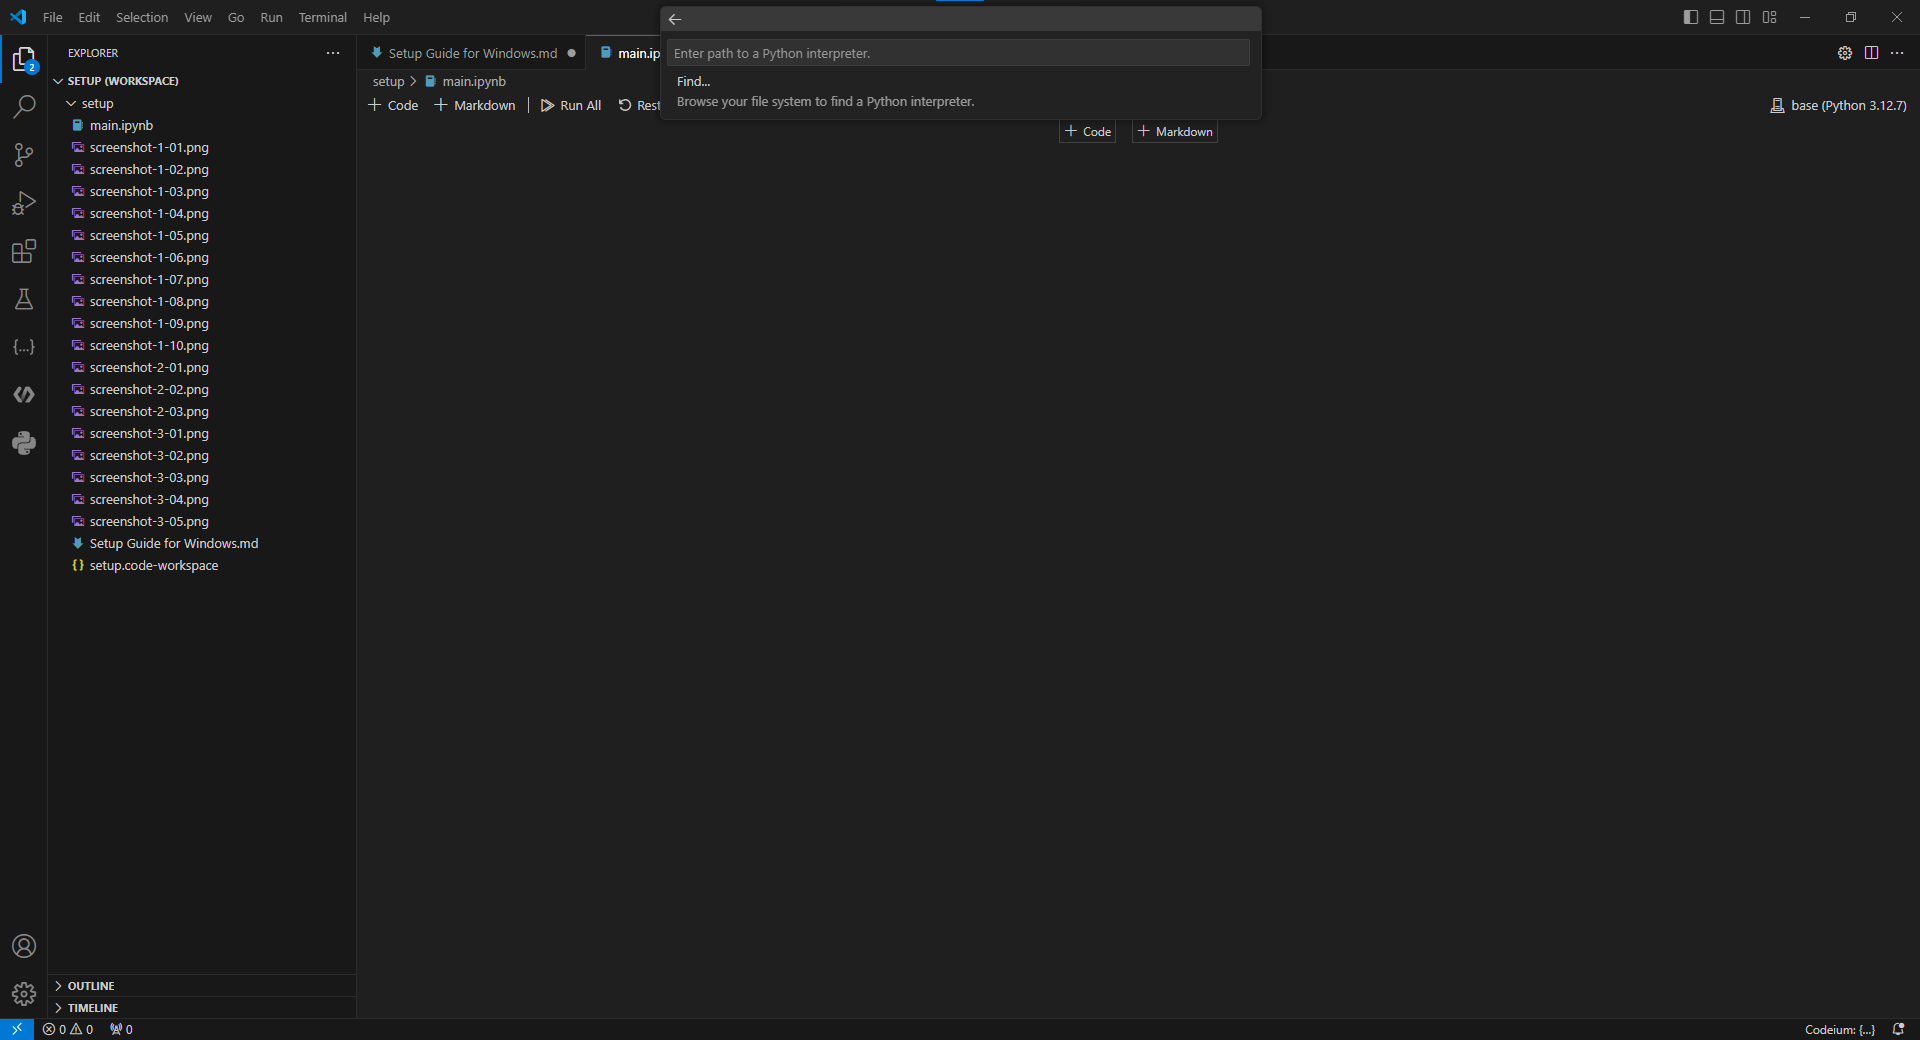 File Edit Selection View Go Run Terminal Help
EXPLORER
2
SETUP (WORKSPACE)
setup
main.ipynb
screenshot-1-01.png
screenshot-1-02.png
screenshot-1-03.png
screenshot-1-04.png
screenshot-1-05.png
screenshot-1-06.png
screenshot-1-07.png
screenshot-1-08.png
screenshot-1-09.png
screenshot-1-10.png
screenshot-2-01.png
screenshot-2-02.png
screenshot-2-03.png
screenshot-3-01.png
screenshot-3-02.png
screenshot-3-03.png
screenshot-3-04.png
screenshot-3-05.png
Setup Guide for Windows.md
setup.code-workspace
OUTLINE
TIMELINE
Setup Guide for Windows.md main.ip
setup > main.ipynb
Code Markdown Run All Rest
Enter path to a Python interpreter.
Find...
Browse your file system to find a Python interpreter.
base (Python 3.12.7)
Code Markdown
0 0 0
Codeium: {...}